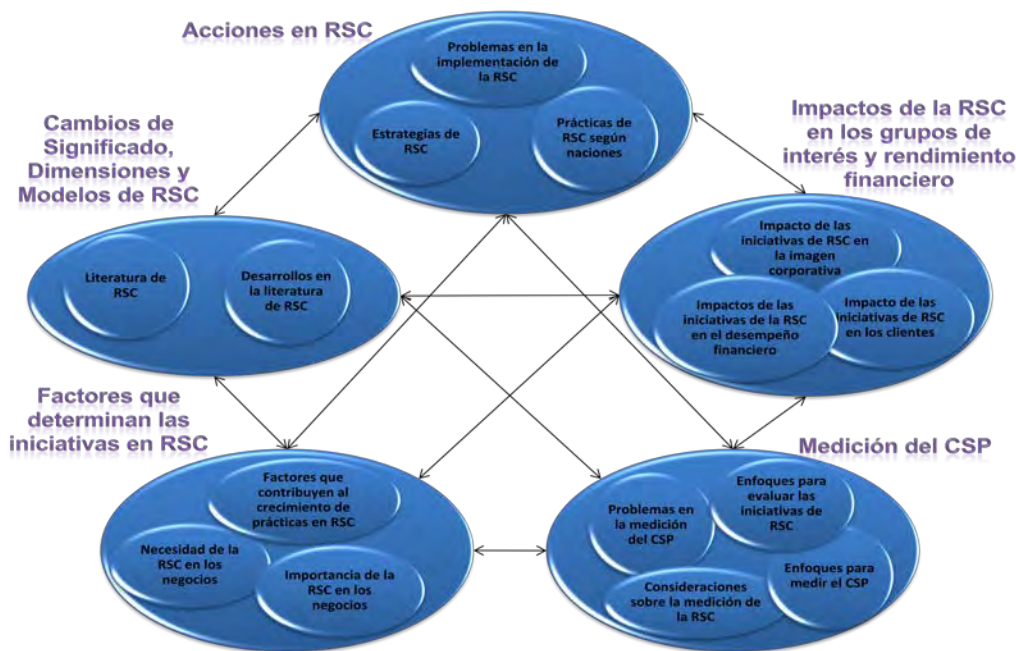 Acciones en RSC
Problemas en la
implementación de
la RSC
Estrategias de
RSC
Prácticas de
RSC según
naciones
Cambios de
Significado,
Dimensiones y
Modelos de RSC
Literatura de
RSC
Desarrollos en
la literatura
de RSC
Impactos de la RSC
en los grupos de
interés y rendimiento
financiero
Impacto de las
iniciativas de RSC en
la imagen
corporativa
Impactos de las
iniciativas de la RSC
en el desempeño
financiero
Impacto de las
iniciativas de RSC
en los clientes
Factores que
determinan las
iniciativas en RSC
Factores que
contribuyen al
crecimiento de
prácticas en RSC
Necesidad de la
RSC en los
negocios
Importancia de la
RSC en los
negocios
Medición del CSP
Problemas en
la medición
del CSP
Enfoques para
evaluar las
iniciativas de
RSC
Consideraciones
sobre la medición de
la RSC
Enfoques para
medir el CSP